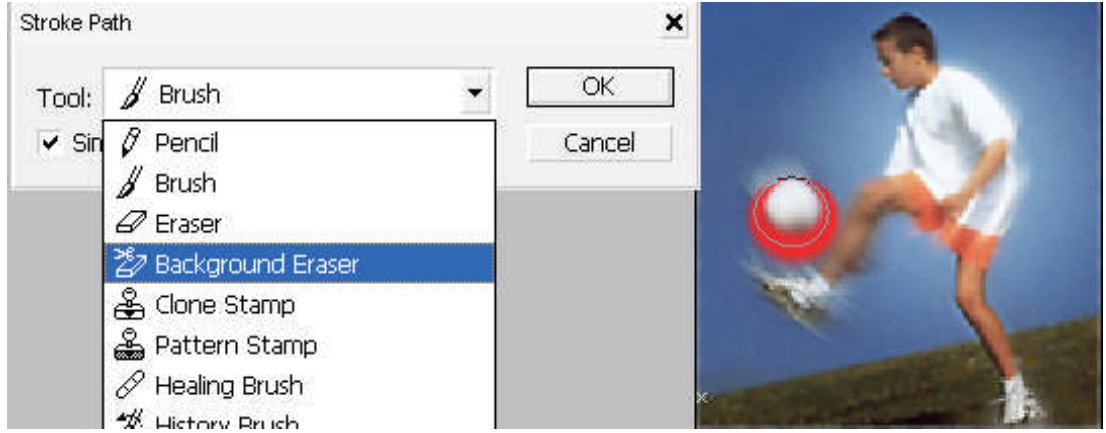 Stroke Path
Tool: Brush
OK
Sim
Cancel
Pencil
Brush
Eraser
Background Eraser
Clone Stamp
Pattern Stamp
Healing Brush
History Brush